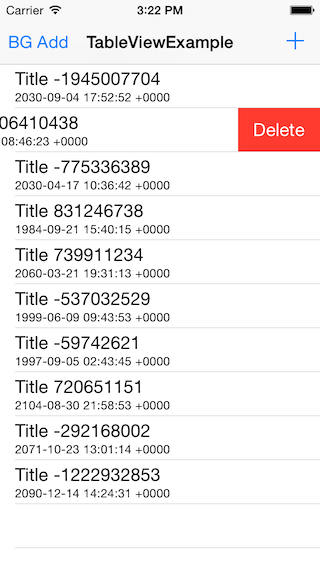 Carrier 3:22 PM
BG Add TableViewExample +
Title -1945007704
2030-09-04 17:52:52 +0000
06410438 Delete
08:46:23 +0000
Title -775336389
2030-04-17 10:36:42 +0000
Title 831246738
1984-09-21 15:40:15 +0000
Title 739911234
2060-03-21 19:31:13 +0000
Title -537032529
1999-06-09 09:43:53 +0000
Title -59742621
1997-09-05 02:43:45 +0000
Title 720651151
2104-08-30 21:58:53 +0000
Title -292168002
2071-10-23 13:01:14 +0000
Title -1222932853
2090-12-14 14:24:31 +0000